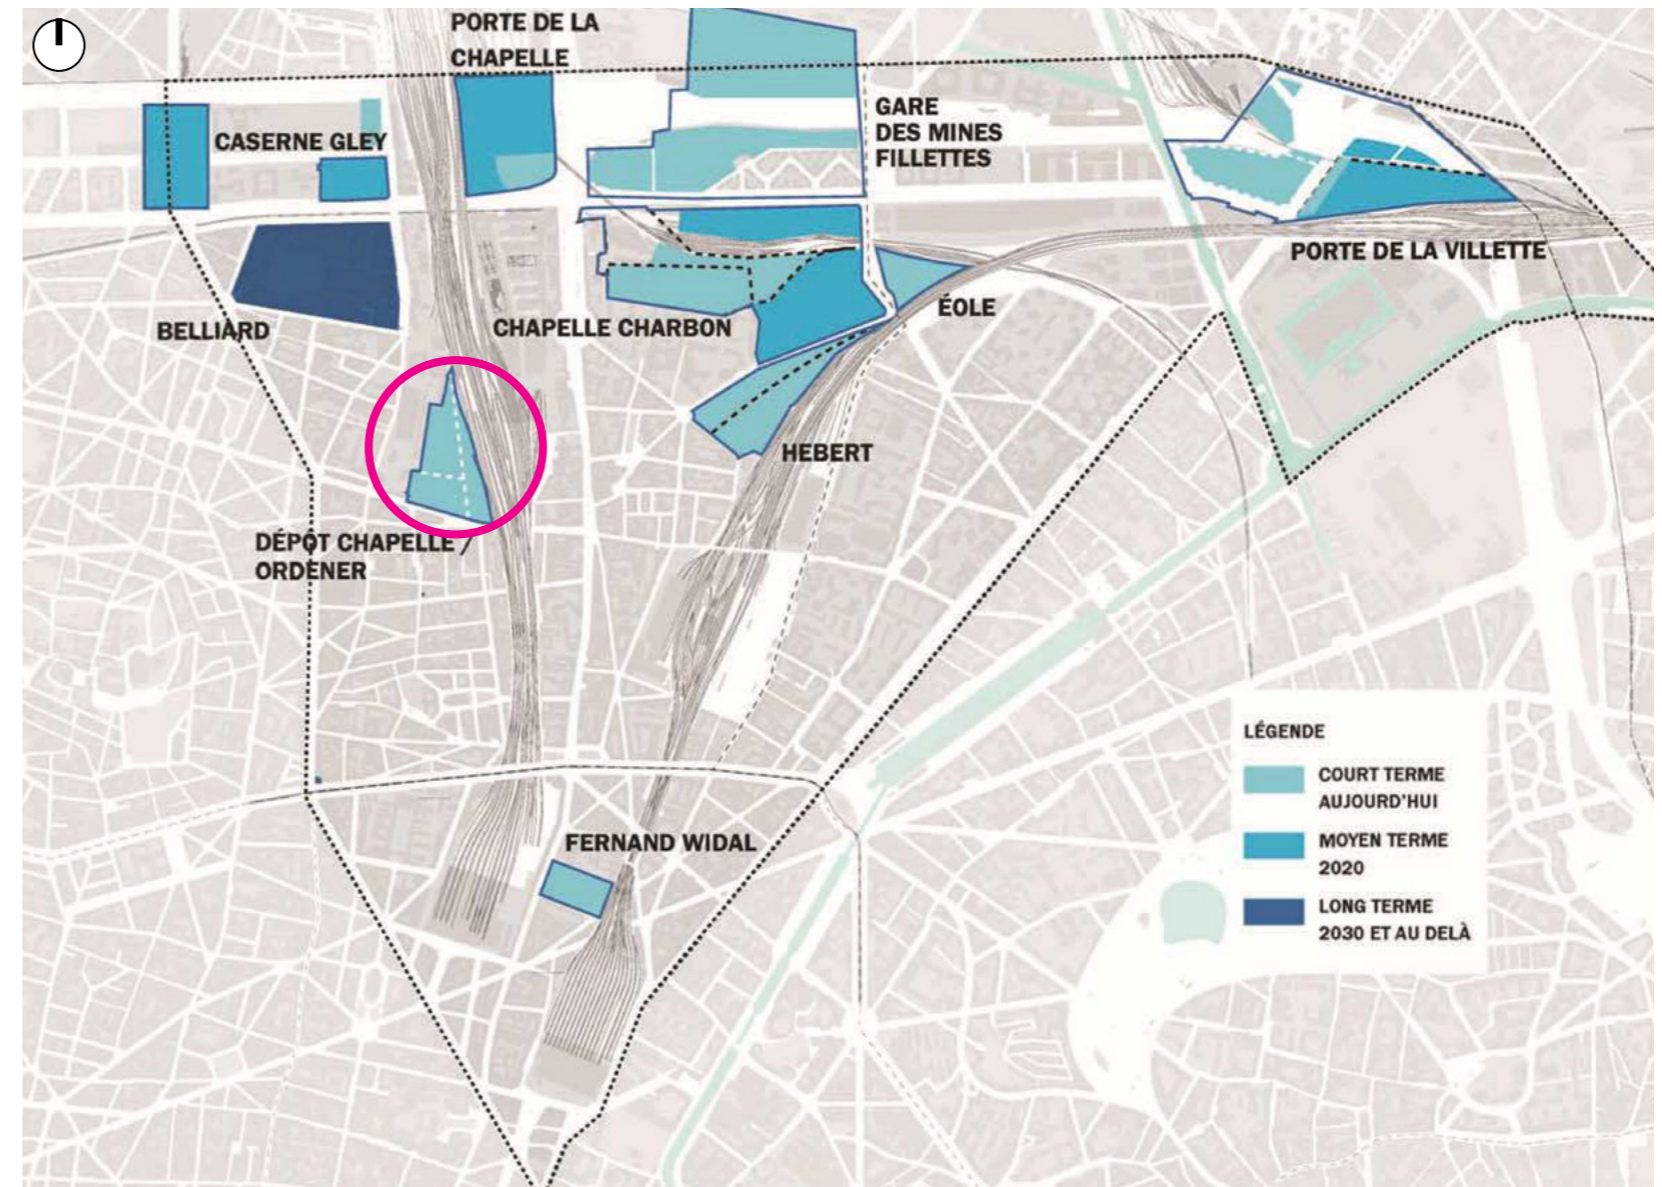 PORTE DE LA
CHAPELLE
CASERNE GLEY
GARE
DES MINES
FILLETTES
PORTE DE LA VILLETTE
BELLIARD
CHAPELLE CHARBON
ÉOLE
HEBERT
DÉPÔT CHAPELLE /
ORDENER
FERNAND WIDAL
LÉGENDE
COURT TERME
AUJOURD'HUI
MOYEN TERME
2020
LONG TERME
2030 ET AU DELÀ